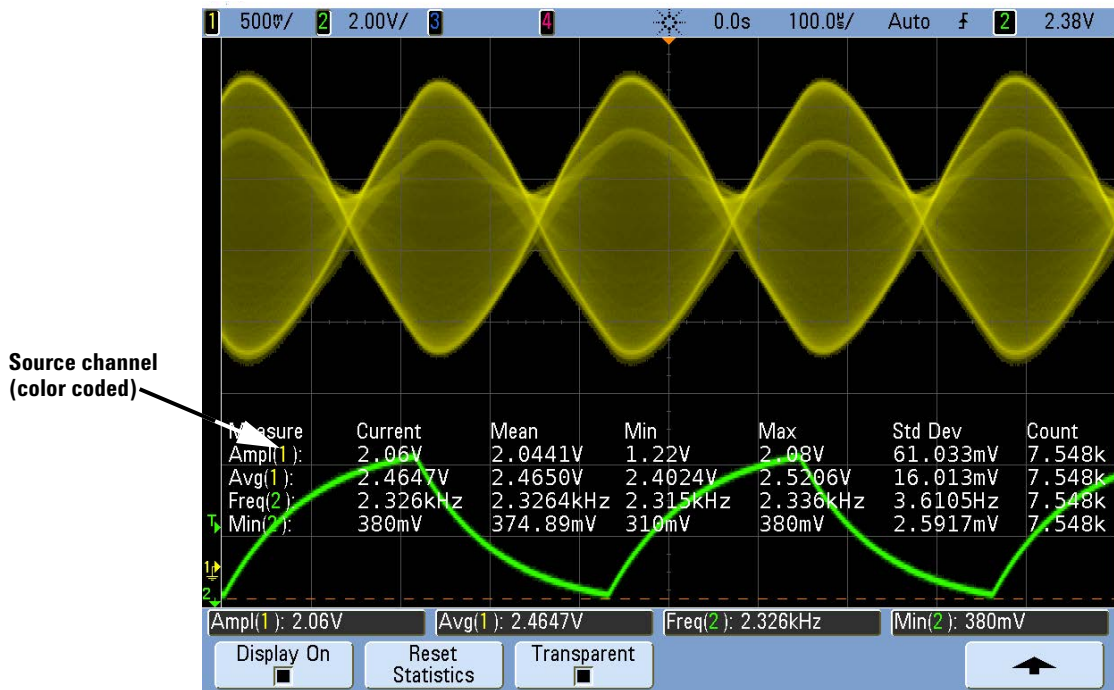 1 500mV/ 2 2.00V/ 3 4 0.0s 100.0us/ Auto 2 2.38V
Source channel
(color coded)
Measure Current Mean Min Max Std Dev Count
Ampl(1): 2.06V 2.0441V 1.22V 2.08V 61.033mV 7.548k
Avg(1): 2.4647V 2.4650V 2.4024V 2.5206V 16.013mV 7.548k
Freq(2): 2.326kHz 2.3264kHz 2.315kHz 2.336kHz 3.6105Hz 7.548k
Min(2): 380mV 374.89mV 310mV 380mV 2.5917mV 7.548k
T
1
2
Ampl(1): 2.06V Avg(1): 2.4647V Freq(2): 2.326kHz Min(2): 380mV
Display On Reset Statistics Transparent